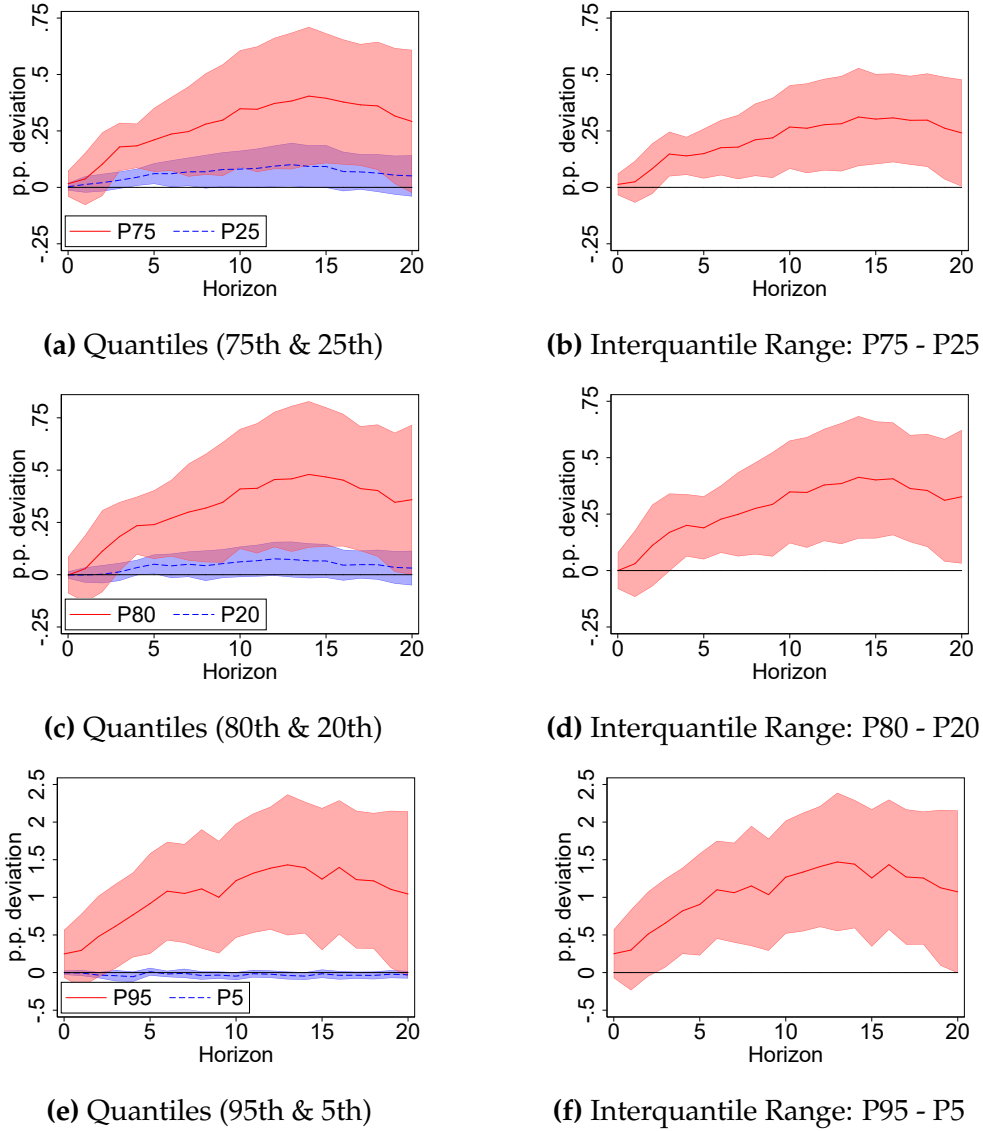 p.p. deviation
-.25 0 .25 .5 .75
P75 P25
0 5 10 15 20
Horizon
(a) Quantiles (75th & 25th)
p.p. deviation
-.25 0 .25 .5 .75
0 5 10 15 20
Horizon
(b) Interquantile Range: P75 - P25
p.p. deviation
-.25 0 .25 .5 .75
P80 P20
0 5 10 15 20
Horizon
(c) Quantiles (80th & 20th)
p.p. deviation
-.25 0 .25 .5 .75
0 5 10 15 20
Horizon
(d) Interquantile Range: P80 - P20
p.p. deviation
-.5 0 .5 1 1.5 2 2.5
P95 P5
0 5 10 15 20
Horizon
(e) Quantiles (95th & 5th)
p.p. deviation
-.5 0 .5 1 1.5 2 2.5
0 5 10 15 20
Horizon
(f) Interquantile Range: P95 - P5